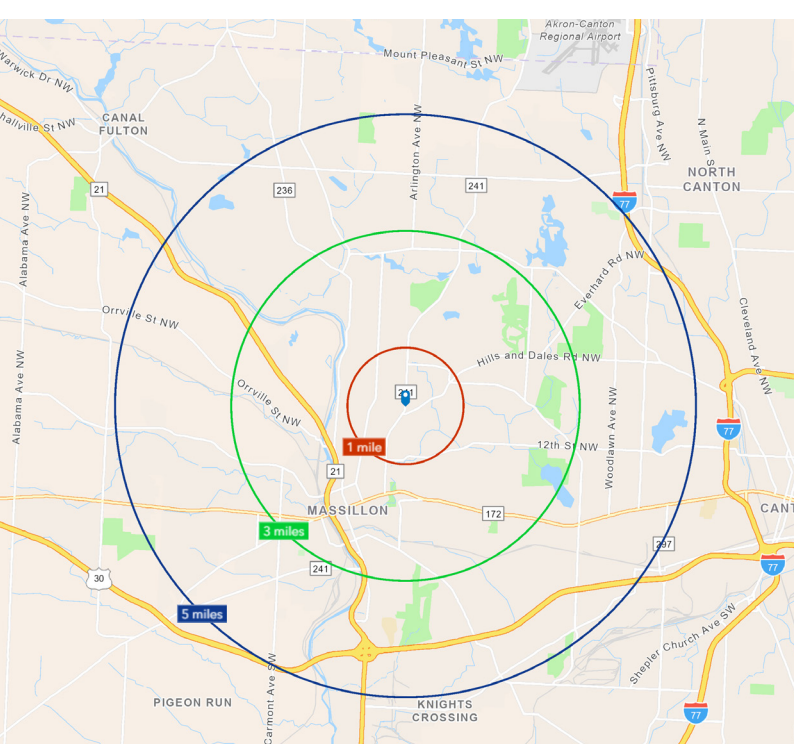 Akron-Canton
Regional Airport
Mount Pleasant St NW
Warwick Dr NW
Pittsburg Ave NW
N Main S
CANAL
FULTON
hallville St NW
Arlington Ave NW
NORTH
CANTON
21
236
241
77
Alabama Ave NW
Everhard Rd NW
Orrville St NW
Cleveland Ave NW
Hills and Dales Rd NW
Alabama Ave NW
Orrville St NW
Woodlawn Ave NW
77
1 mile
12th St NW
21
MASSILLON
172
CANT
3 miles
297
241
30
77
5 miles
Shepler Church Ave SW
Carmont Ave SW
PIGEON RUN
KNIGHTS
CROSSING
77